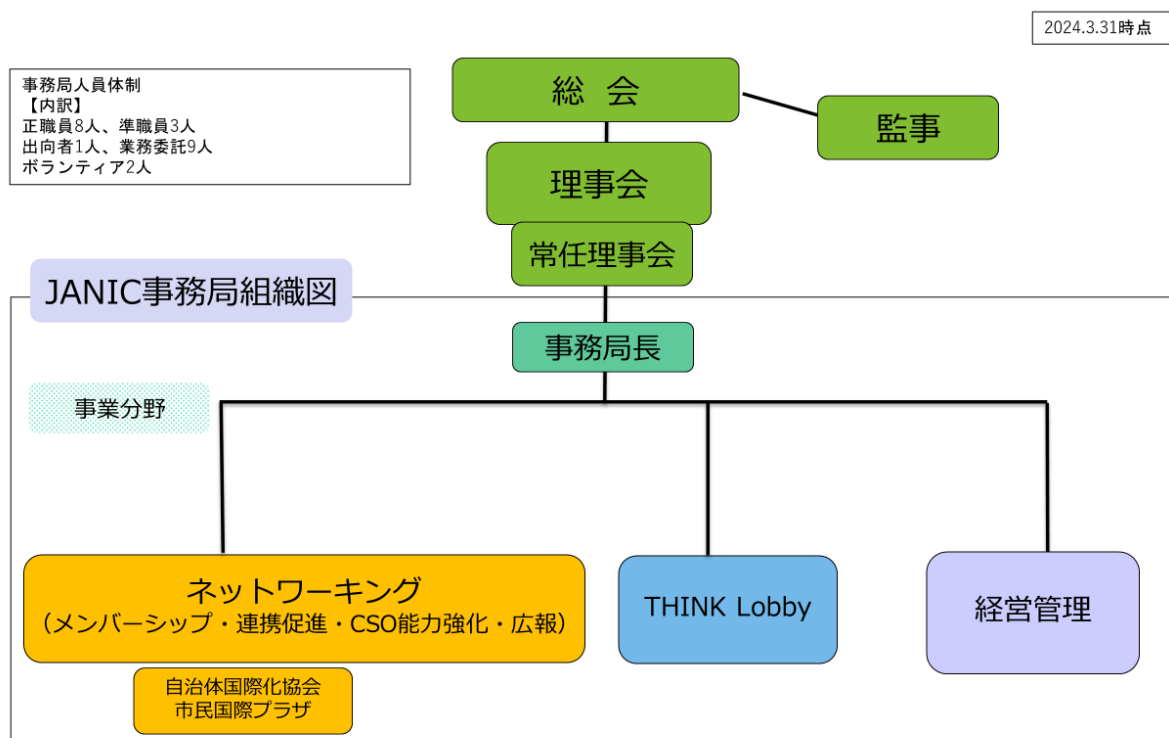 2024.3.31時点
事務局人員体制
【内訳】
正職員8人、準職員3人
出向者1人、業務委託9人
ボランティア2人
総 会
監事
理事会
常任理事会
JANIC事務局組織図
事務局長
事業分野
ネットワーキング
（メンバーシップ・連携促進・CSO能力強化・広報）
THINK Lobby
経営管理
自治体国際化協会
市民国際プラザ